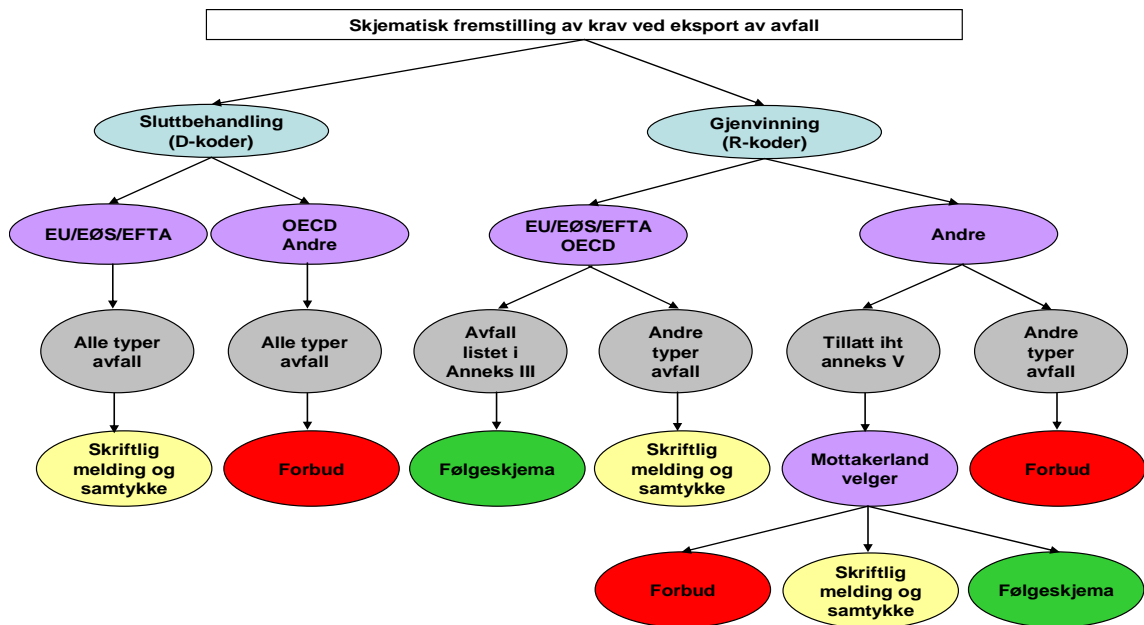 Skjematisk fremstilling av krav ved eksport av avfall
Sluttbehandling
(D-koder)
Gjenvinning
(R-koder)
EU/EØS/EFTA
OECD
Andre
EU/EØS/EFTA
OECD
Andre
Alle typer
avfall
Alle typer
avfall
Avfall
listet i
Anneks III
Andre
typer
avfall
Tillatt iht
anneks V
Andre
typer
avfall
Skriftlig
melding og
samtykke
Forbud
Følgeskjema
Skriftlig
melding og
samtykke
Mottakerland
velger
Forbud
Forbud
Skriftlig
melding og
samtykke
Følgeskjema